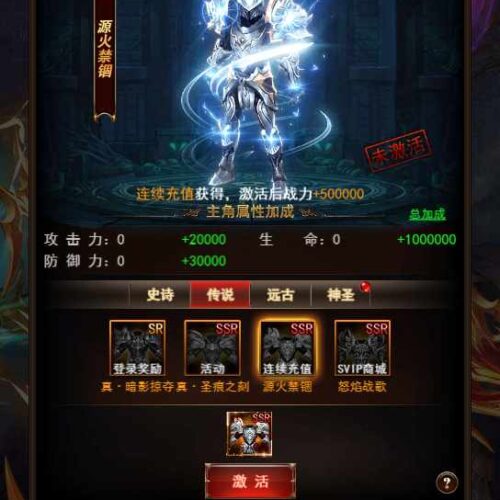 源火禁锢
未激活
连续充值获得，激活后战力+500000
主角属性加成
总加成
攻击力：0 +20000 生命：0 +1000000
防御力：0 +30000
史诗 传说 远古 神圣
SR SSR SSR SSR
登录奖励 活动 连续充值 SVIP商城
真·暗影掠夺 真·圣痕之刻 源火禁锢 怒焰战歌
SSR
激活
?